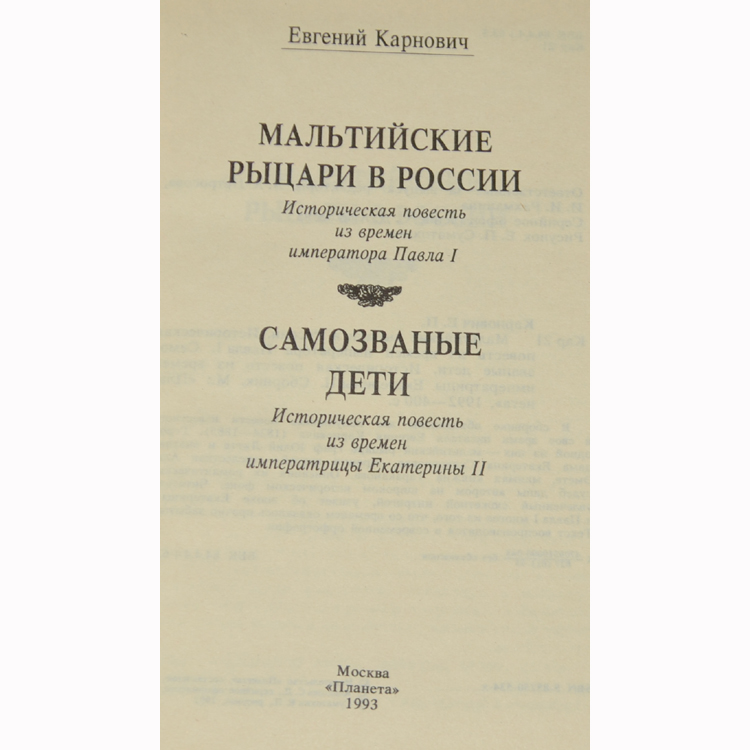 Евгений Карнович
МАЛЬТИЙСКИЕ
РЫЦАРИ В РОССИИ
Историческая повесть
из времен
императора Павла I
САМОЗВАНЫЕ
ДЕТИ
Историческая повесть
из времен
императрицы Екатерины II
Москва
«Планета»
1993